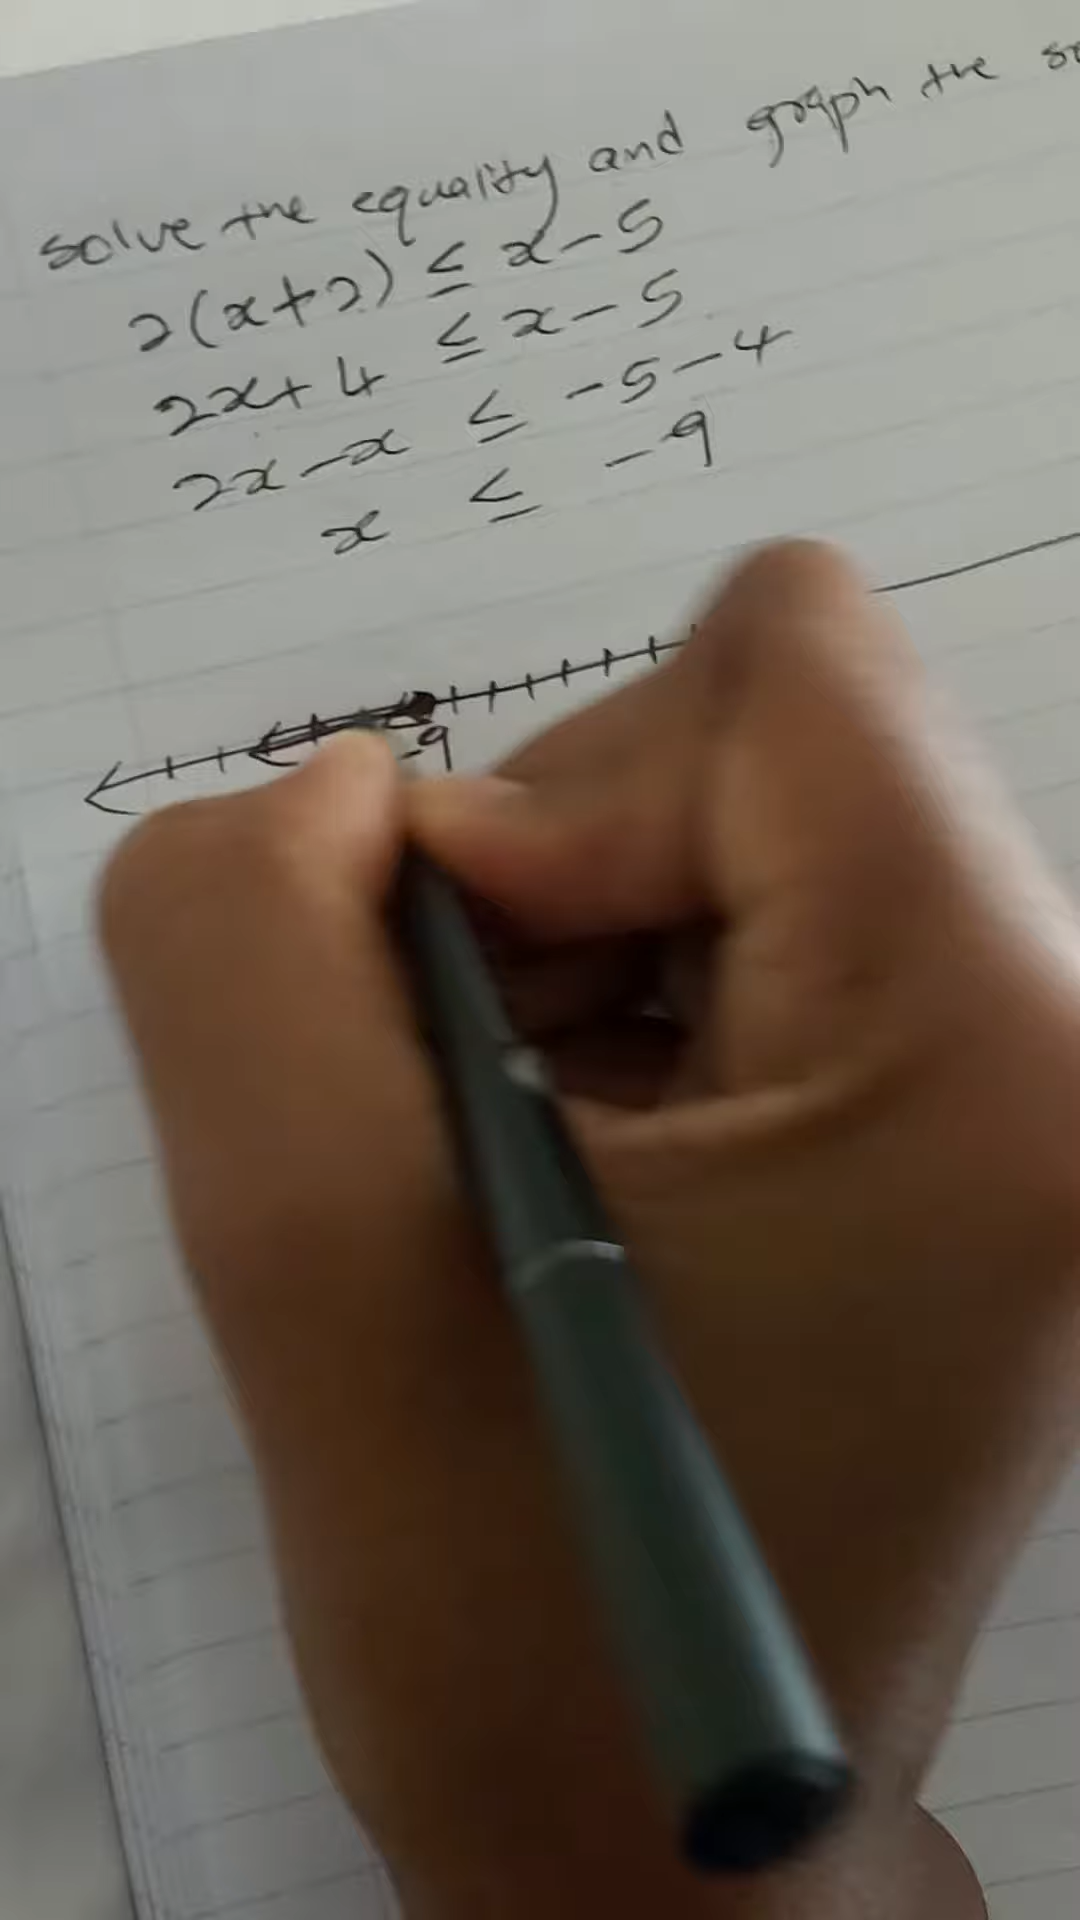 solve the equality and graph the
2(x+2) ≤ x-5
2x+4 ≤ x-5
2x-x ≤ -5-4
x ≤ -9
-9